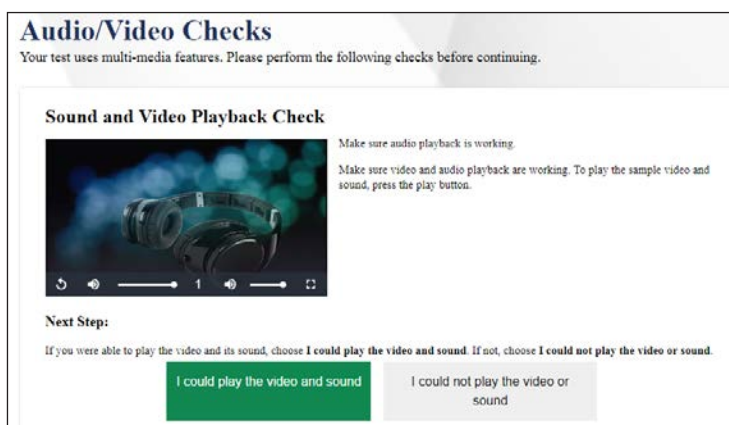 Audio/Video Checks
Your test uses multi-media features. Please perform the following checks before continuing.
Sound and Video Playback Check
Make sure audio playback is working.
Make sure video and audio playback are working. To play the sample video and
sound, press the play button.
1
Next Step:
If you were able to play the video and its sound, choose I could play the video and sound. If not, choose I could not play the video or sound.
I could play the video and sound
I could not play the video or
sound